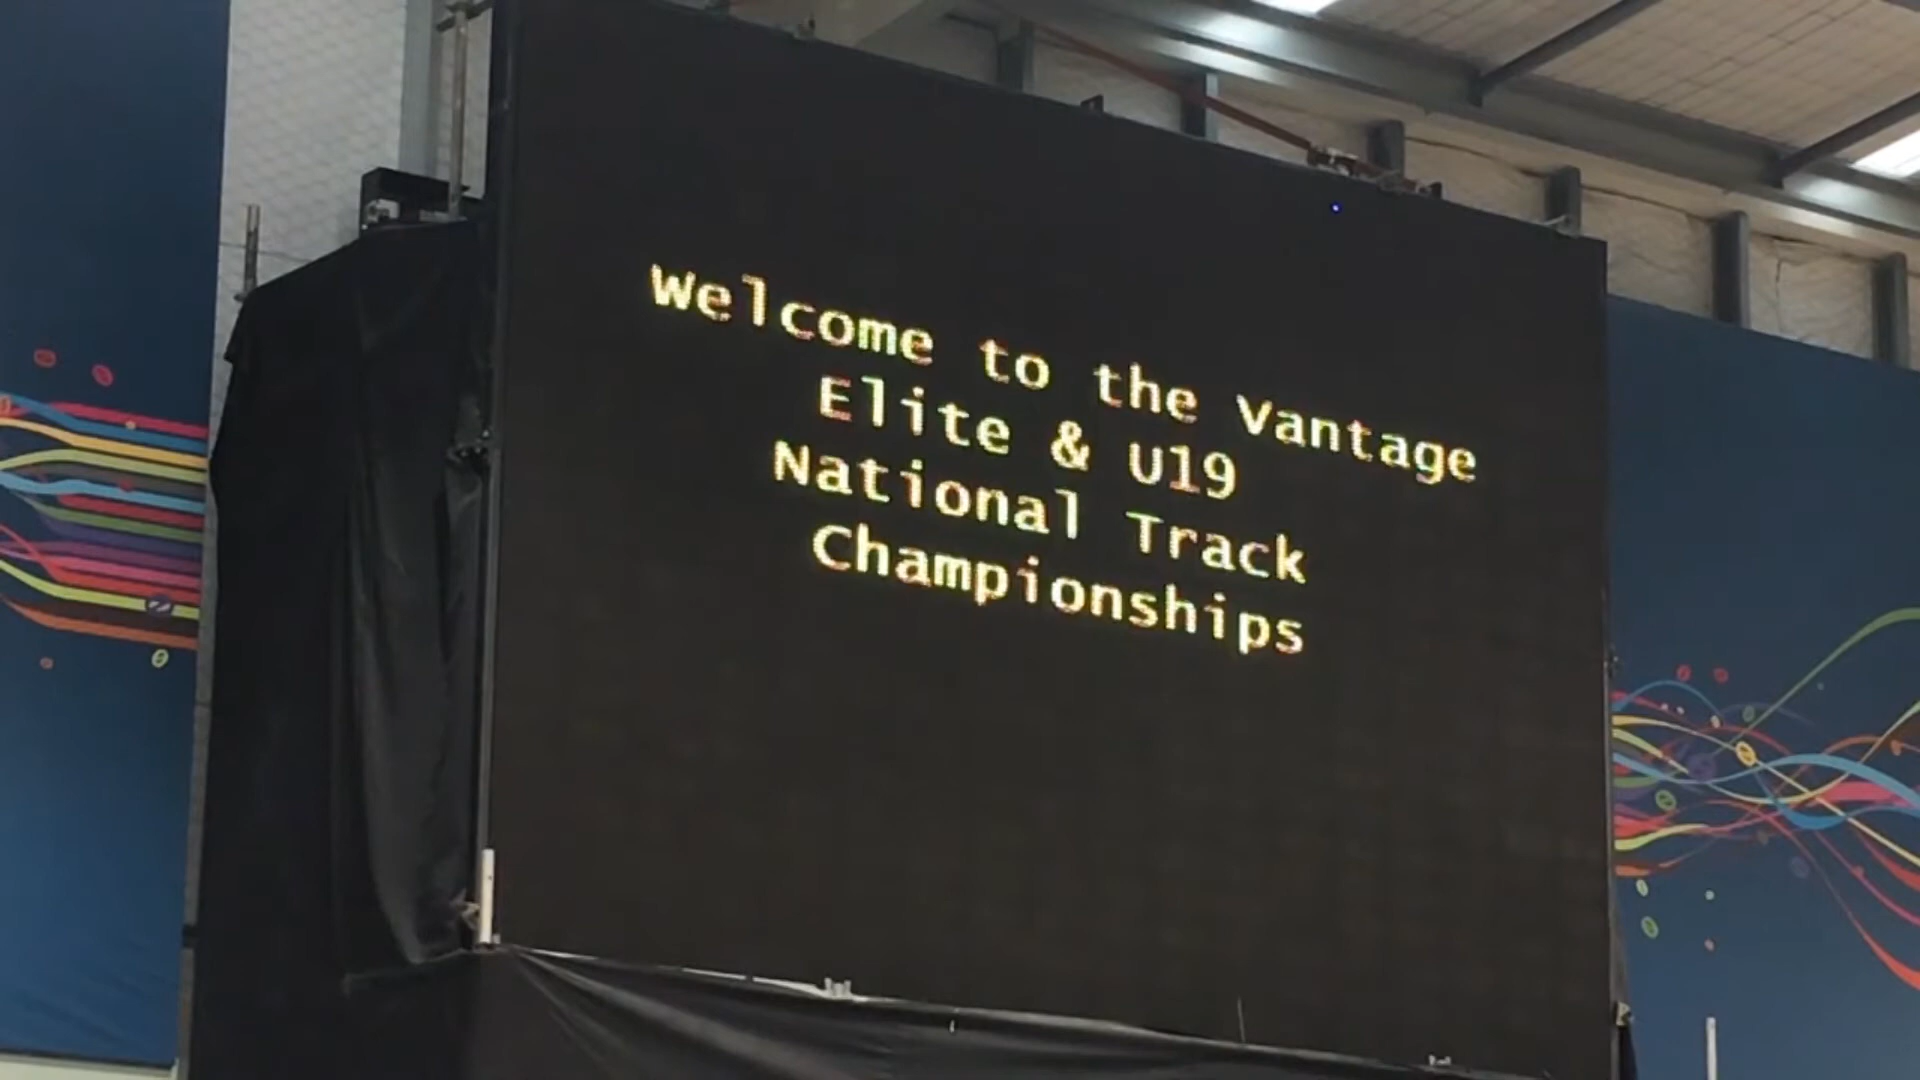 Welcome to the Vantage
Elite & U19
National Track
Championships